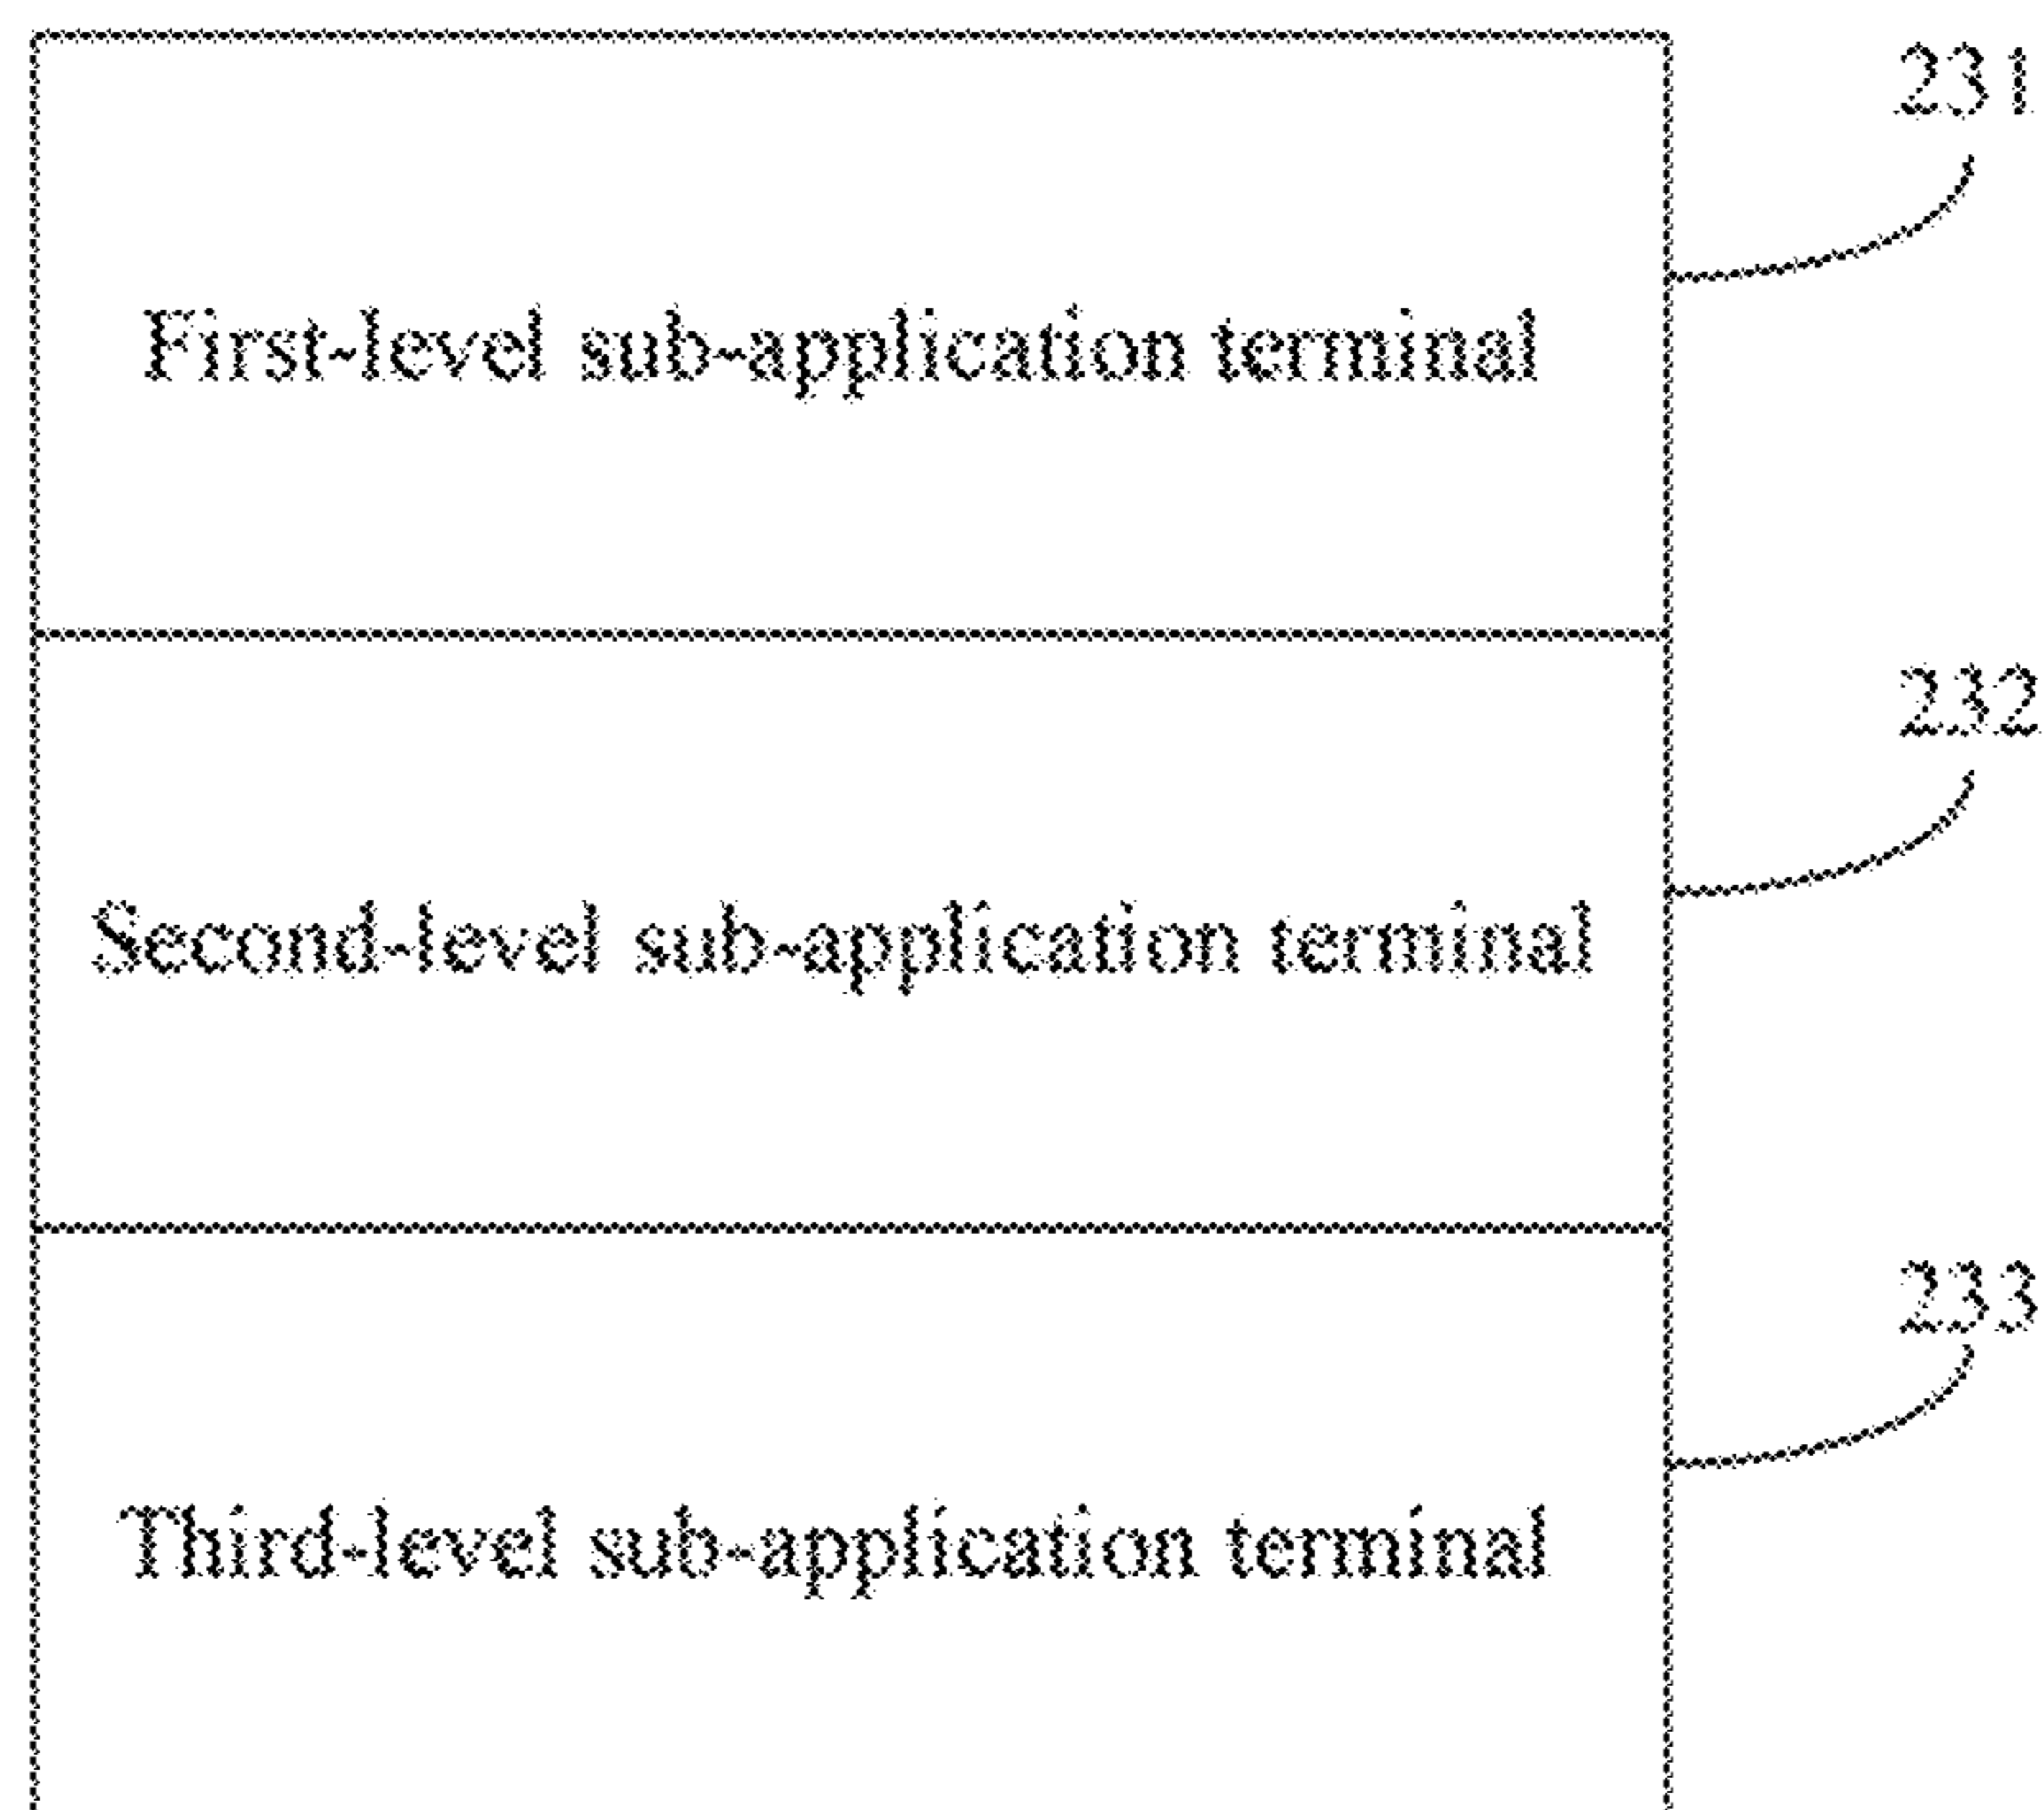 231
First-level sub-application terminal
232
Second-level sub-application terminal
233
Third-level sub-application terminal